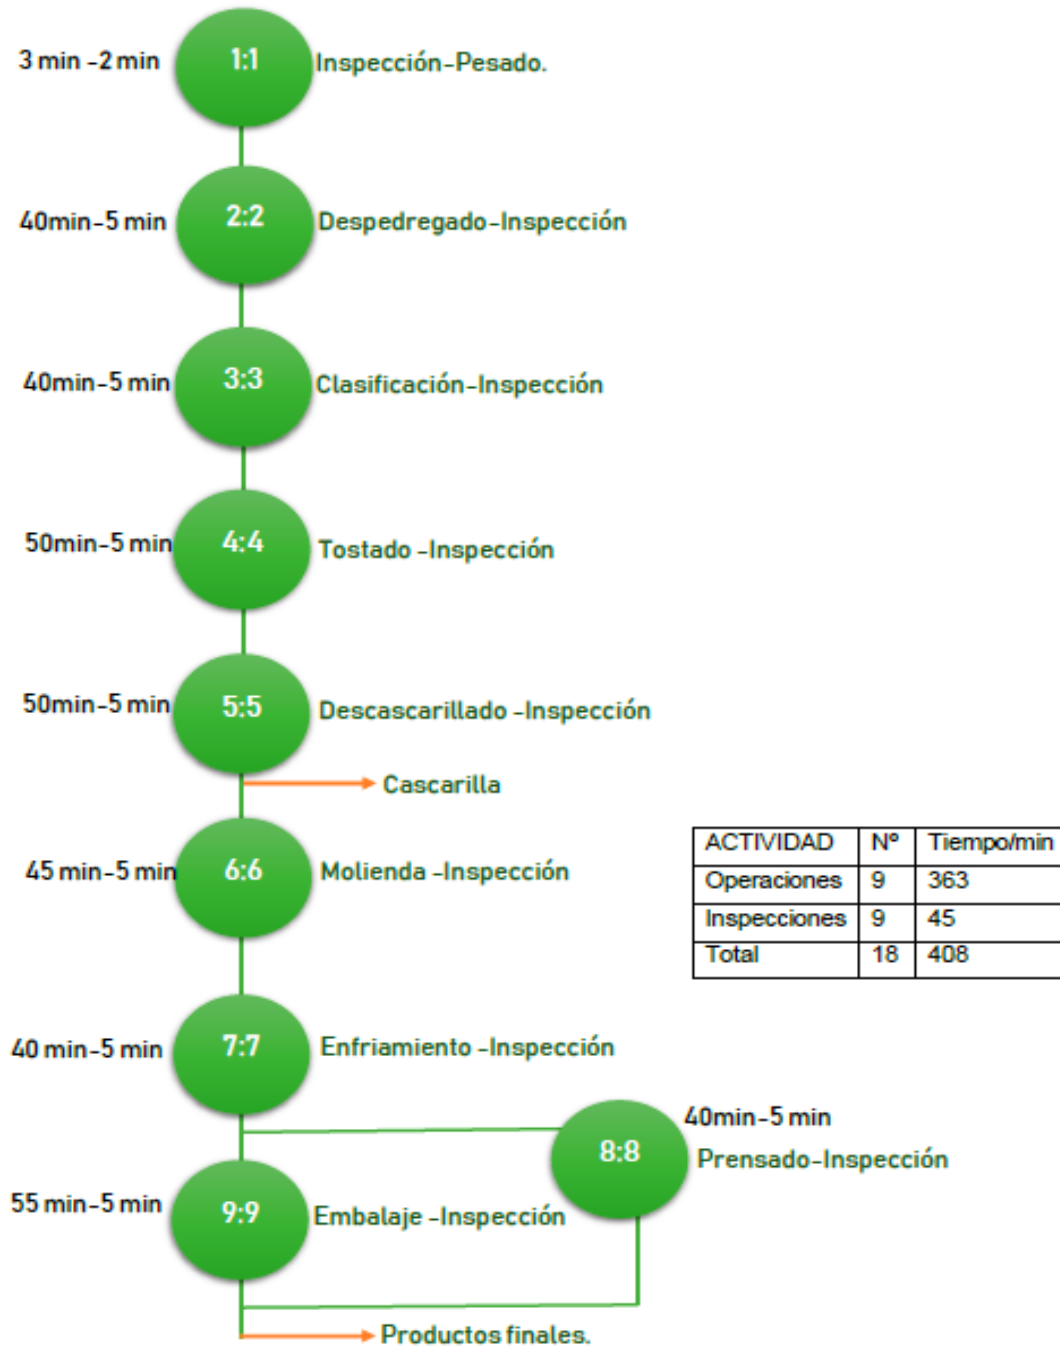 3 min -2 min 1:1 Inspección-Pesado.
40min-5 min 2:2 Despedregado-Inspección
40min-5 min 3:3 Clasificación-Inspección
50min-5 min 4:4 Tostado -Inspección
50min-5 min 5:5 Descascarillado -Inspección
Cascarilla
45 min-5 min 6:6 Molienda -Inspección
ACTIVIDAD Nº Tiempo/min
Operaciones 9 363
Inspecciones 9 45
Total 18 408
40 min-5 min 7:7 Enfriamiento -Inspección
40min-5 min
8:8 Prensado-Inspección
55 min-5 min 9:9 Embalaje -Inspección
Productos finales.